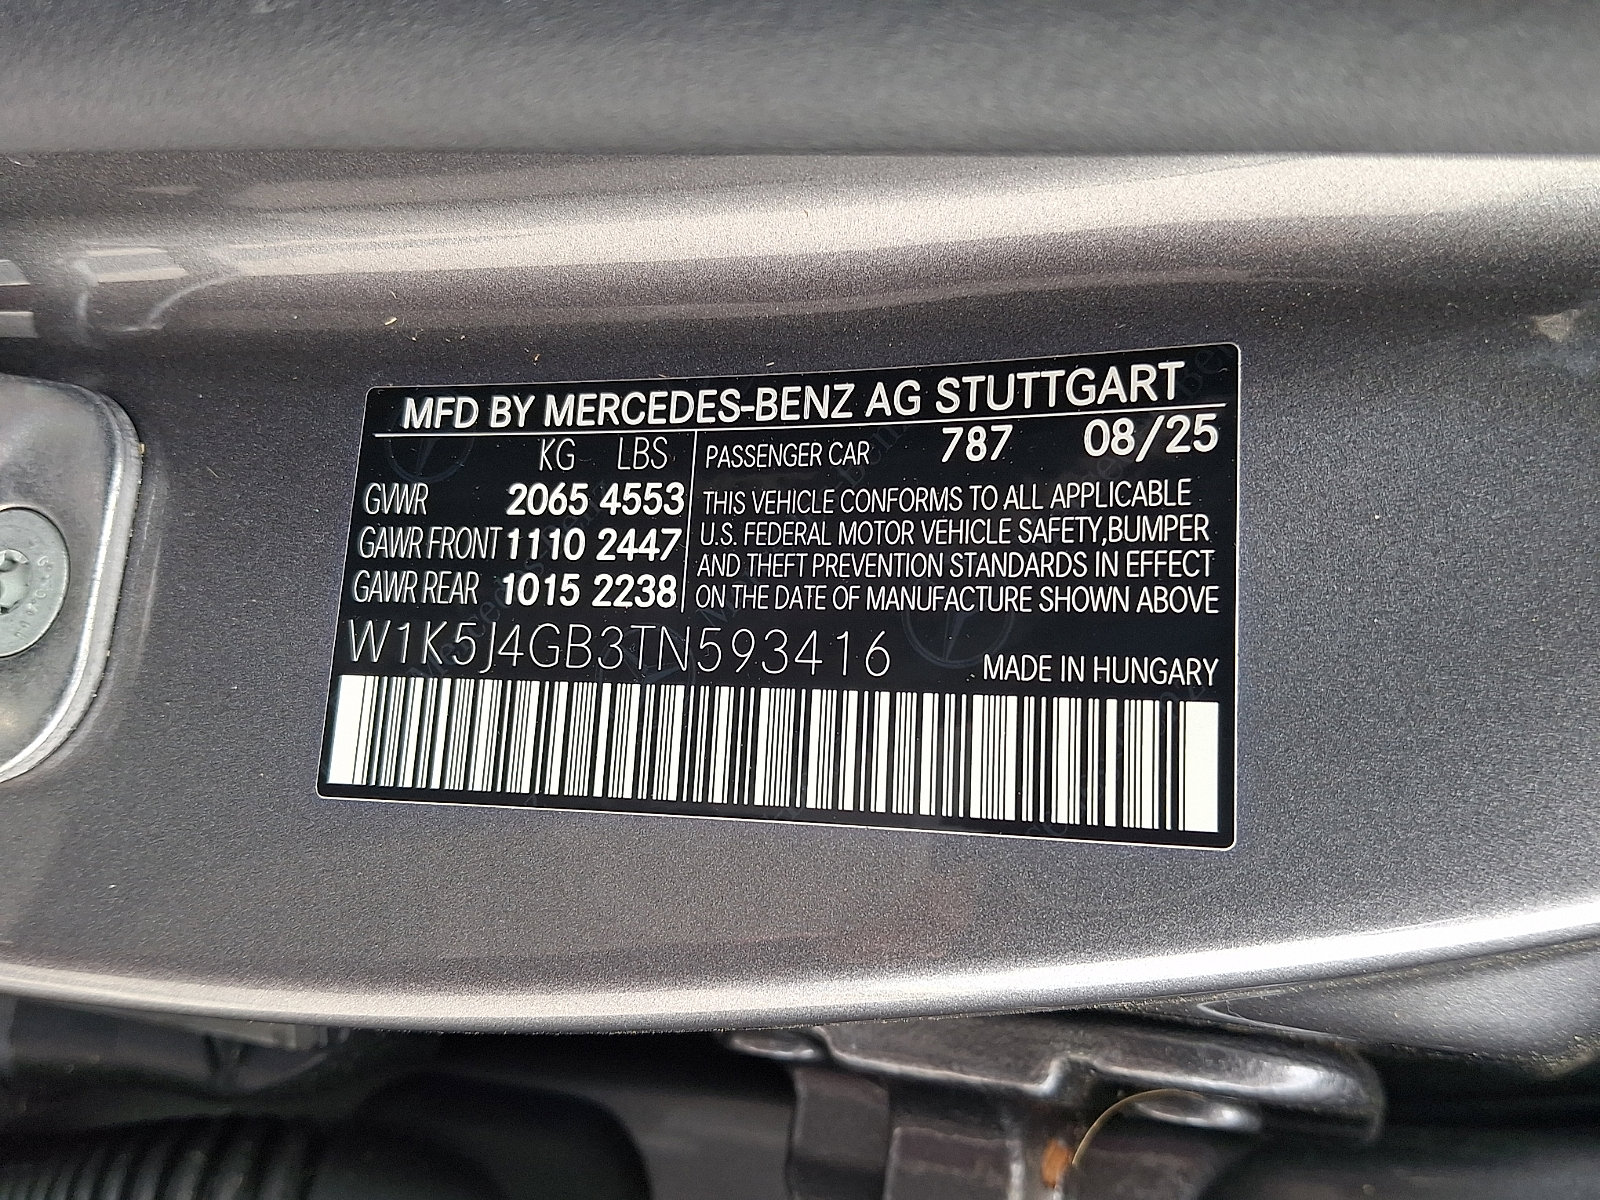 MFD BY MERCEDES-BENZ AG STUTTGART
KG LBS
GVWR 2065 4553
GAWR FRONT 1110 2447
GAWR REAR 1015 2238
PASSENGER CAR 787 08/25
THIS VEHICLE CONFORMS TO ALL APPLICABLE
U.S. FEDERAL MOTOR VEHICLE SAFETY,BUMPER
AND THEFT PREVENTION STANDARDS IN EFFECT
ON THE DATE OF MANUFACTURE SHOWN ABOVE
W1K5J4GB3TN593416
MADE IN HUNGARY